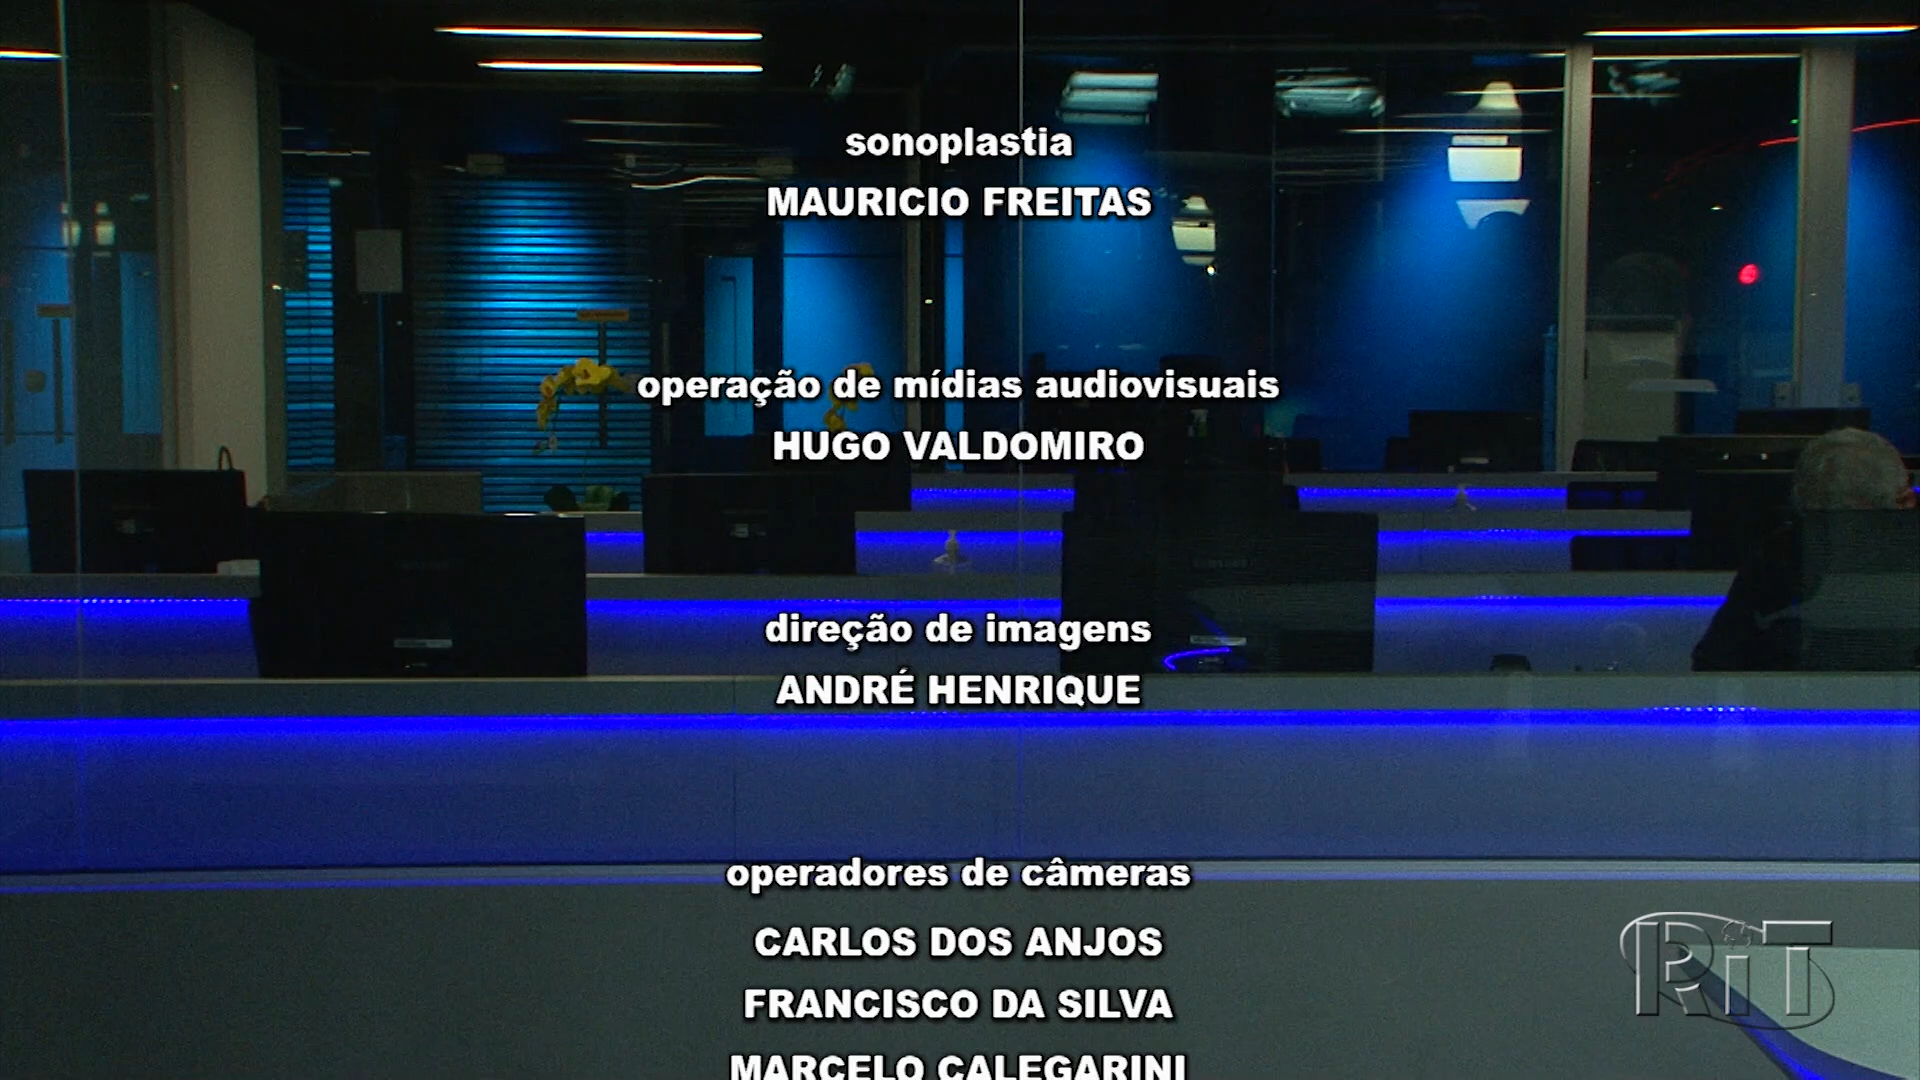 sonoplastia
MAURICIO FREITAS
operação de mídias audiovisuais
HUGO VALDOMIRO
direção de imagens
ANDRÉ HENRIQUE
operadores de câmeras
CARLOS DOS ANJOS
FRANCISCO DA SILVA
MARCELO CALEGARINI
RiT